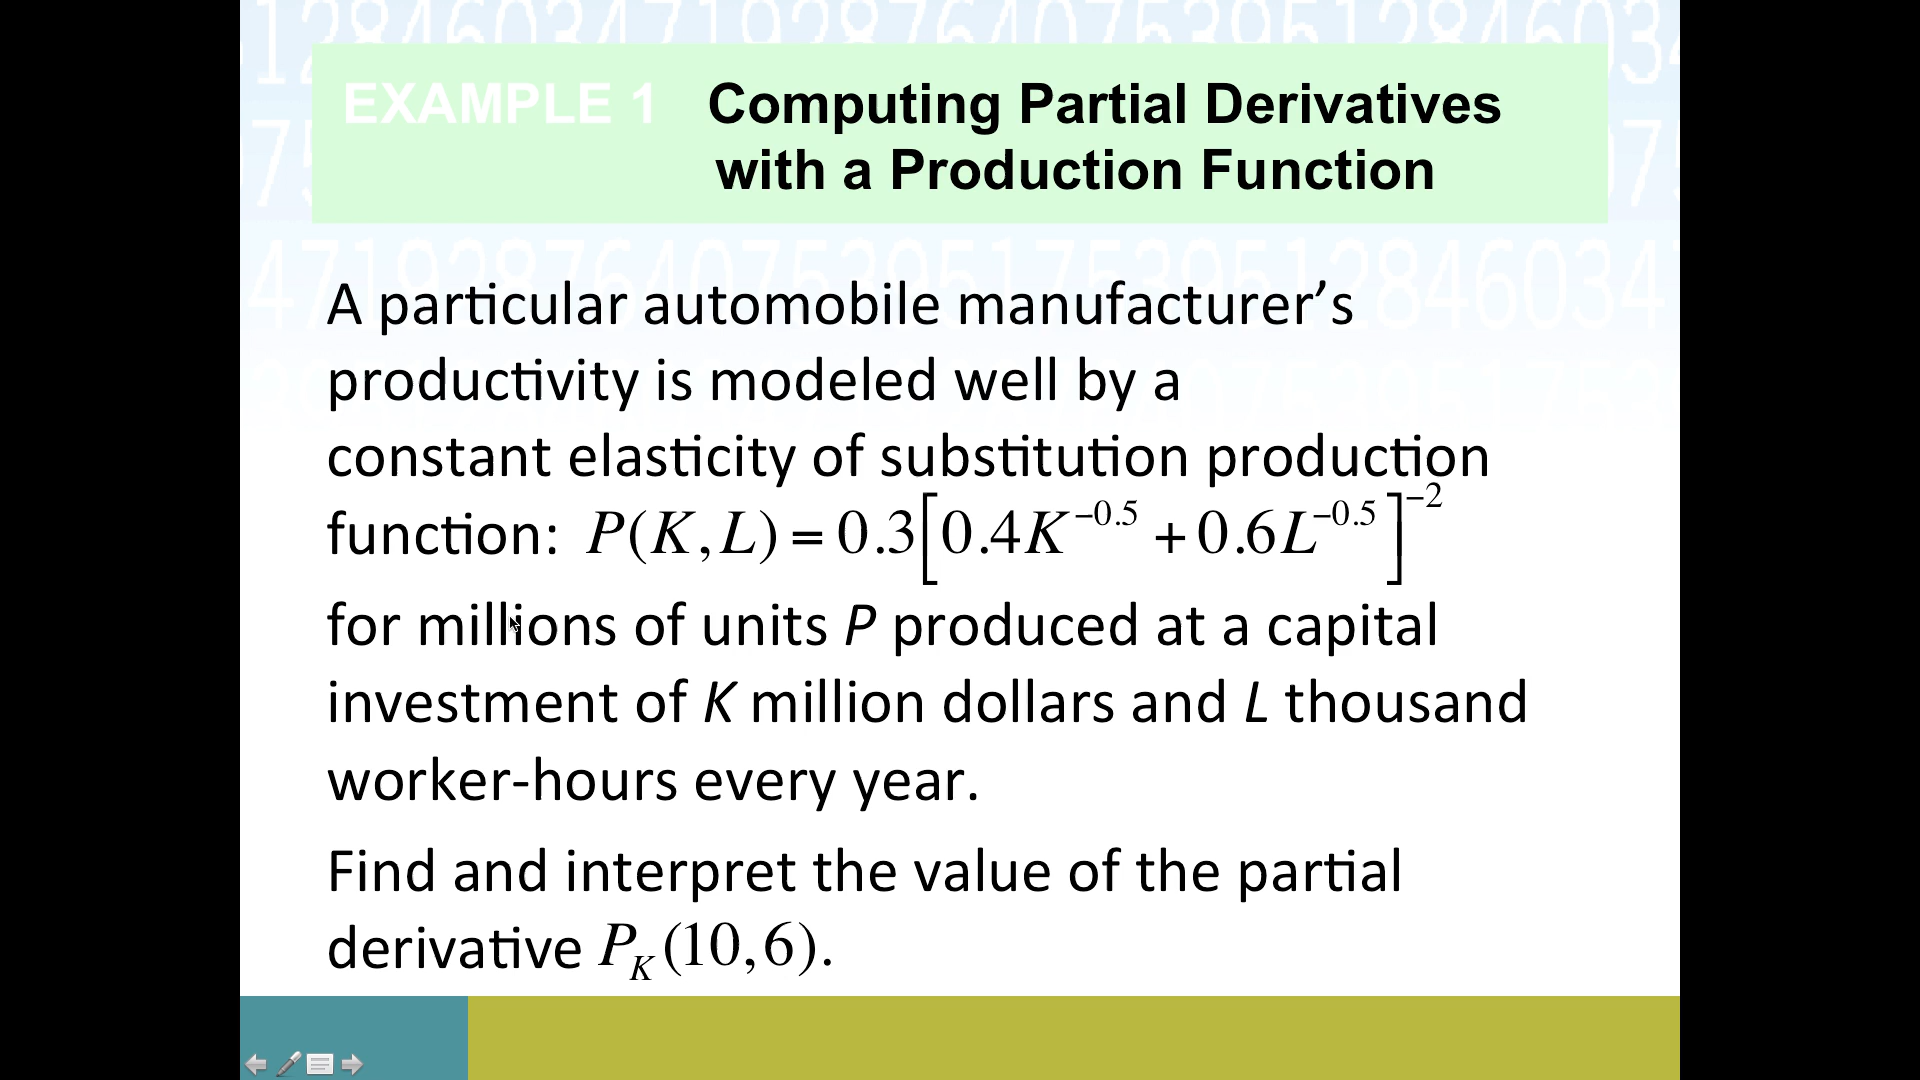 EXAMPLE 1 Computing Partial Derivatives
with a Production Function
A particular automobile manufacturer’s
productivity is modeled well by a
constant elasticity of substitution production
function: P(K,L) = 0.3[0.4K^{-0.5} + 0.6L^{-0.5}]^{-2}
for millions of units P produced at a capital
investment of K million dollars and L thousand
worker-hours every year.
Find and interpret the value of the partial
derivative P_K(10,6).